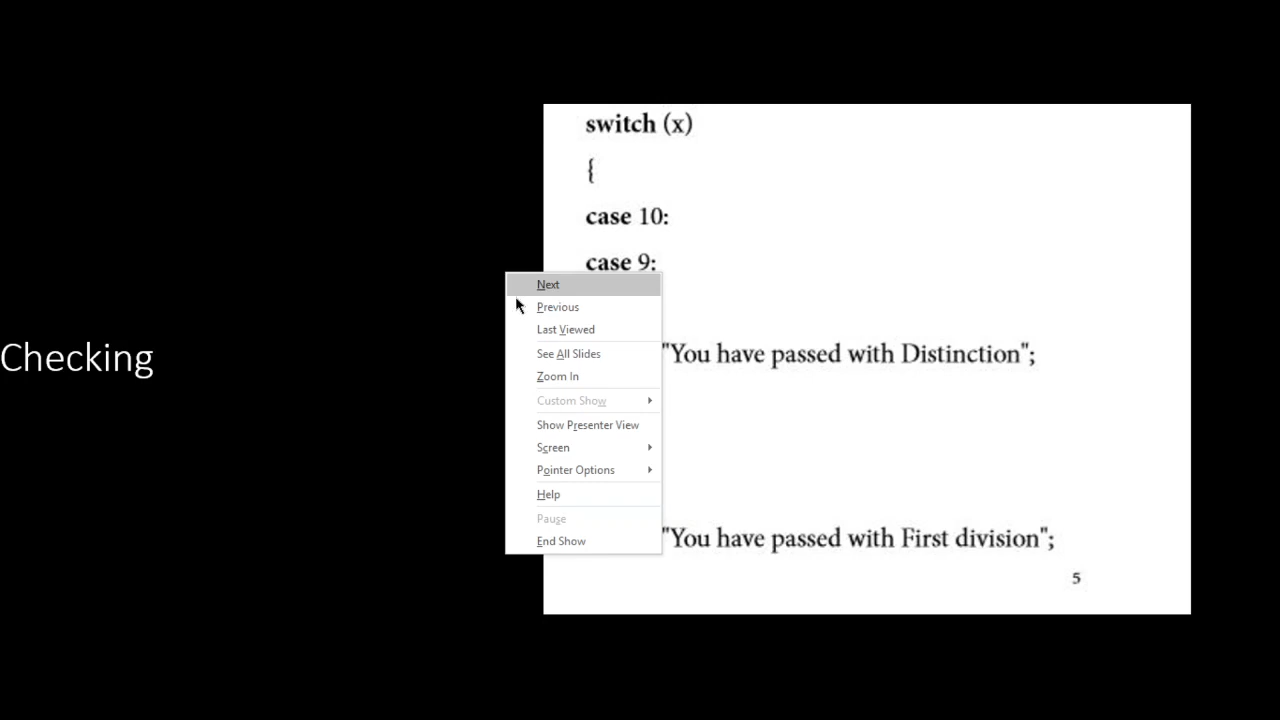 Checking
switch (x)
{
case 10:
case 9:
"You have passed with Distinction";
"You have passed with First division";
5
Next
Previous
Last Viewed
See All Slides
Zoom In
Custom Show
Show Presenter View
Screen
Pointer Options
Help
Pause
End Show